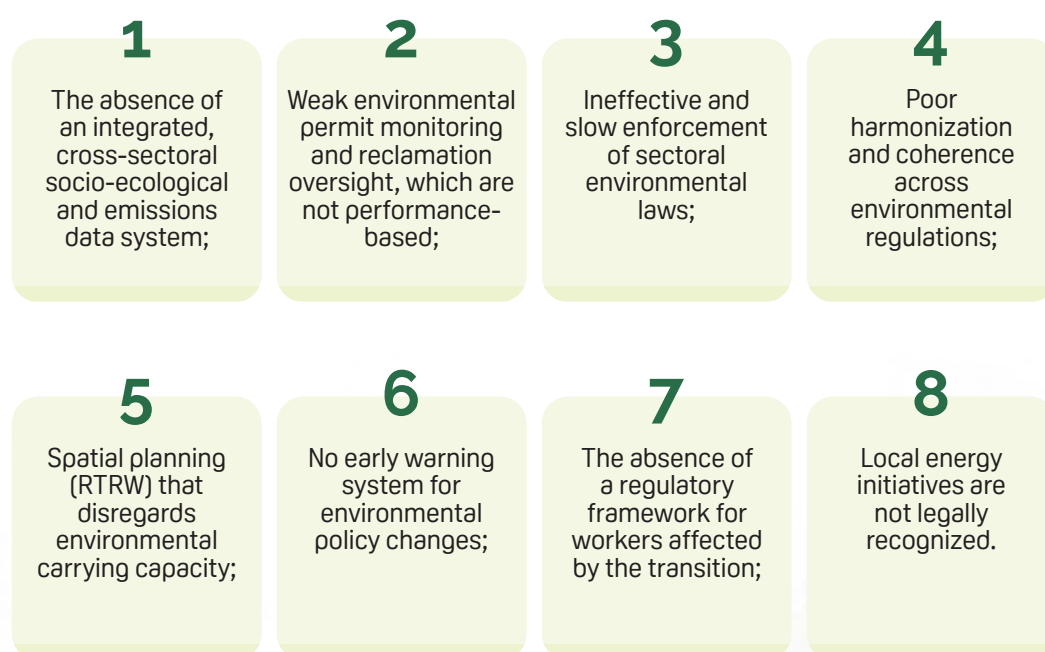 1
The absence of
an integrated,
cross-sectoral
socio-ecological
and emissions
data system;
2
Weak environmental
permit monitoring
and reclamation
oversight, which are
not performance-
based;
3
Ineffective and
slow enforcement
of sectoral
environmental
laws;
4
Poor
harmonization
and coherence
across
environmental
regulations;
5
Spatial planning
(RTRW) that
disregards
environmental
carrying capacity;
6
No early warning
system for
environmental
policy changes;
7
The absence of
a regulatory
framework for
workers affected
by the transition;
8
Local energy
initiatives are
not legally
recognized.